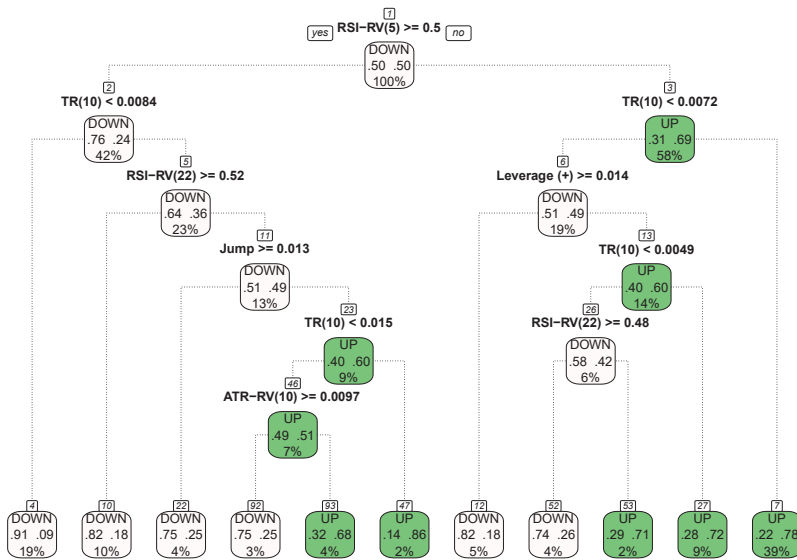 1
yes RSI−RV(5) >= 0.5 no
DOWN
.50 .50
100%
2
TR(10) < 0.0084
DOWN
.76 .24
42%
3
TR(10) < 0.0072
UP
.31 .69
58%
5
RSI−RV(22) >= 0.52
DOWN
.64 .36
23%
6
Leverage (+) >= 0.014
DOWN
.51 .49
19%
11
Jump >= 0.013
DOWN
.51 .49
13%
13
TR(10) < 0.0049
UP
.40 .60
14%
23
TR(10) < 0.015
UP
.40 .60
9%
26
RSI−RV(22) >= 0.48
DOWN
.58 .42
6%
46
ATR−RV(10) >= 0.0097
UP
.49 .51
7%
4
DOWN
.91 .09
19%
10
DOWN
.82 .18
10%
22
DOWN
.75 .25
4%
92
DOWN
.75 .25
3%
93
UP
.32 .68
4%
47
UP
.14 .86
2%
12
DOWN
.82 .18
5%
52
DOWN
.74 .26
4%
53
UP
.29 .71
2%
27
UP
.28 .72
9%
7
UP
.22 .78
39%